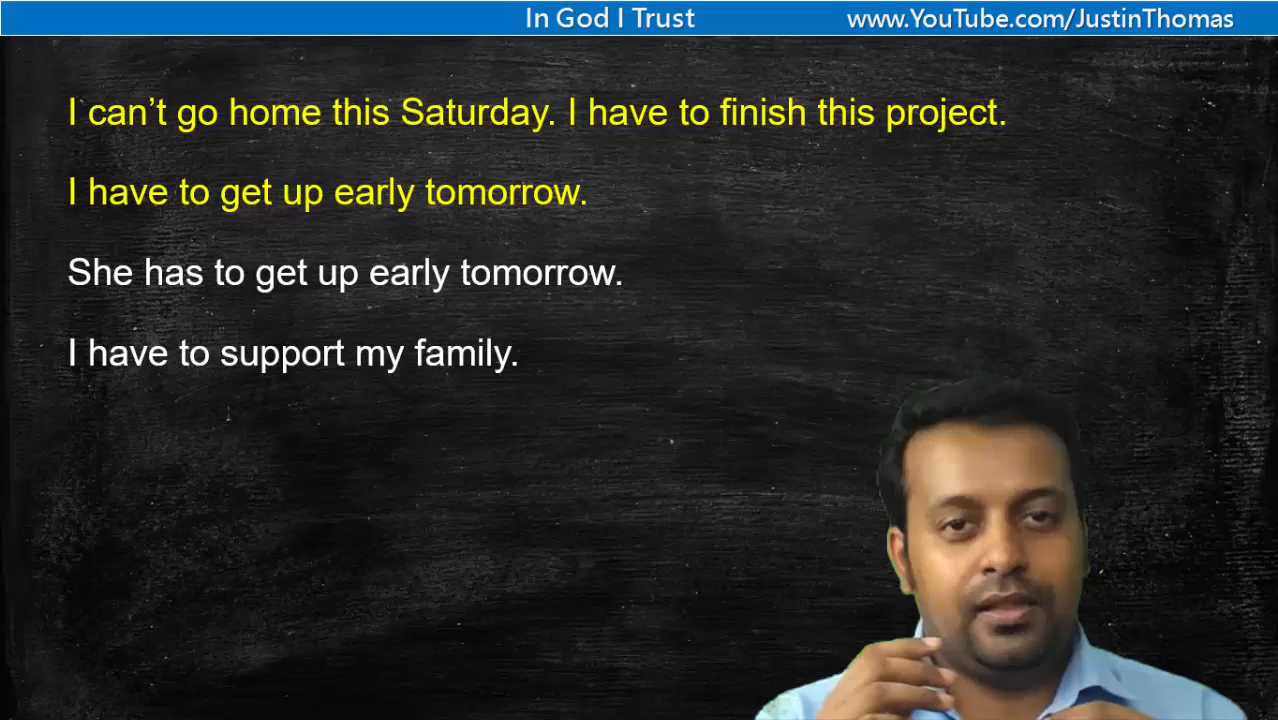 In God I Trust www.YouTube.com/JustinThomas
I can’t go home this Saturday. I have to finish this project.
I have to get up early tomorrow.
She has to get up early tomorrow.
I have to support my family.